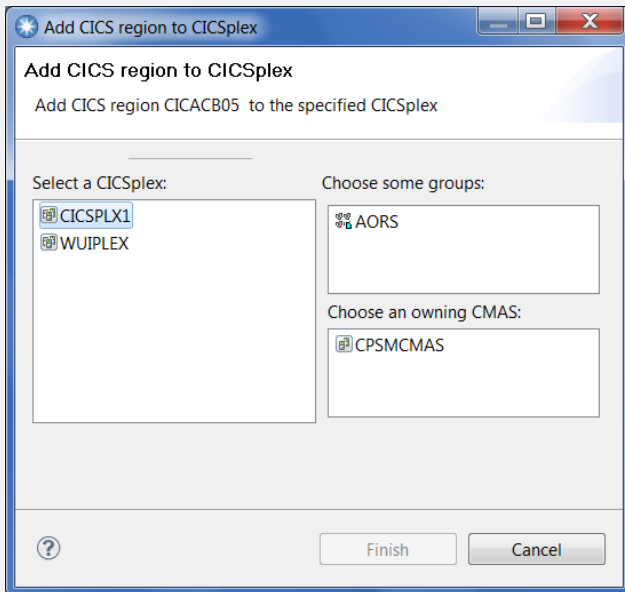 Add CICS region to CICSplex
Add CICS region to CICSplex
Add CICS region CICACB05 to the specified CICSplex
Select a CICSplex:
CICSPLX1
WUIPLEX
Choose some groups:
AORS
Choose an owning CMAS:
CPSMCMAS
?
Finish
Cancel